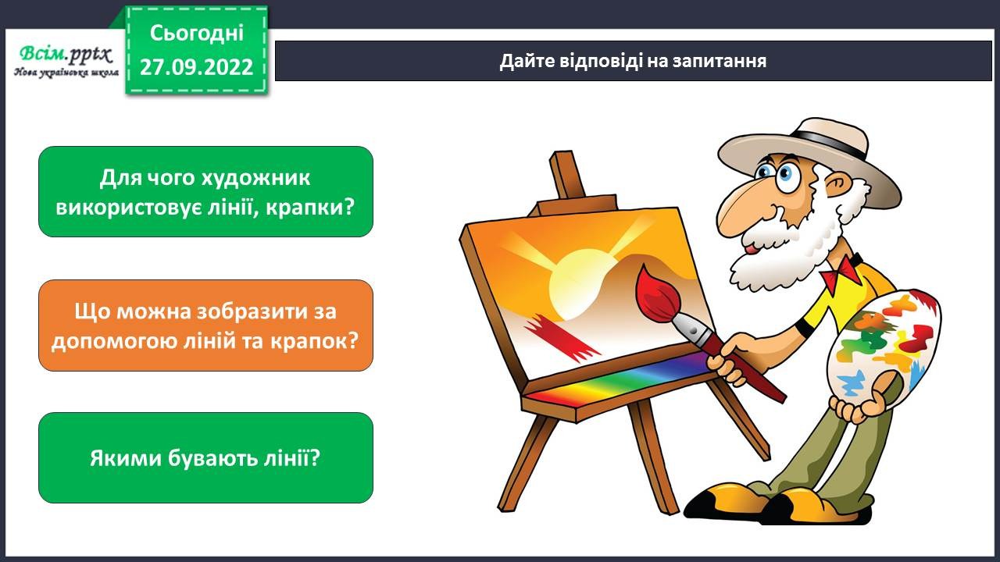 Сьогодні
27.09.2022
Всім.pptx
Нова українська школа
Дайте відповіді на запитання
Для чого художник
використовує лінії, крапки?
Що можна зобразити за
допомогою ліній та крапок?
Якими бувають лінії?